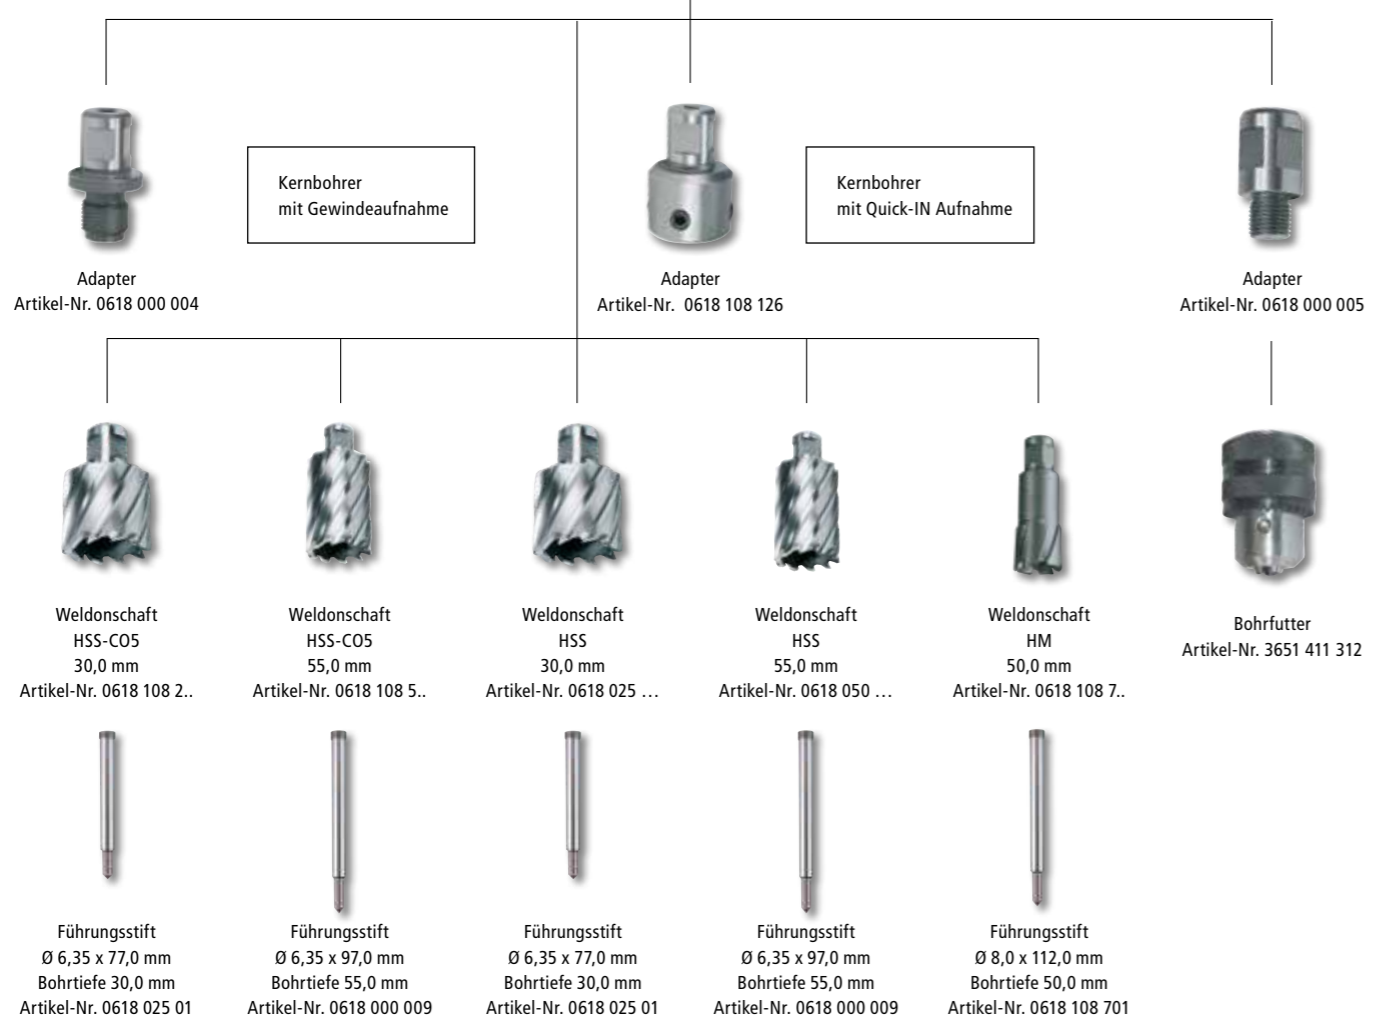 Kernbohrer
mit Gewindeaufnahme
Kernbohrer
mit Quick-IN Aufnahme
Adapter
Artikel-Nr. 0618 000 004
Adapter
Artikel-Nr. 0618 108 126
Adapter
Artikel-Nr. 0618 000 005
Weldonschaft
HSS-CO5
30,0 mm
Artikel-Nr. 0618 108 2..
Weldonschaft
HSS-CO5
55,0 mm
Artikel-Nr. 0618 108 5..
Weldonschaft
HSS
30,0 mm
Artikel-Nr. 0618 025 …
Weldonschaft
HSS
55,0 mm
Artikel-Nr. 0618 050 …
Weldonschaft
HM
50,0 mm
Artikel-Nr. 0618 108 7..
Bohrfutter
Artikel-Nr. 3651 411 312
Führungsstift
Ø 6,35 x 77,0 mm
Bohrtiefe 30,0 mm
Artikel-Nr. 0618 025 01
Führungsstift
Ø 6,35 x 97,0 mm
Bohrtiefe 55,0 mm
Artikel-Nr. 0618 000 009
Führungsstift
Ø 6,35 x 77,0 mm
Bohrtiefe 30,0 mm
Artikel-Nr. 0618 025 01
Führungsstift
Ø 6,35 x 97,0 mm
Bohrtiefe 55,0 mm
Artikel-Nr. 0618 000 009
Führungsstift
Ø 8,0 x 112,0 mm
Bohrtiefe 50,0 mm
Artikel-Nr. 0618 108 701